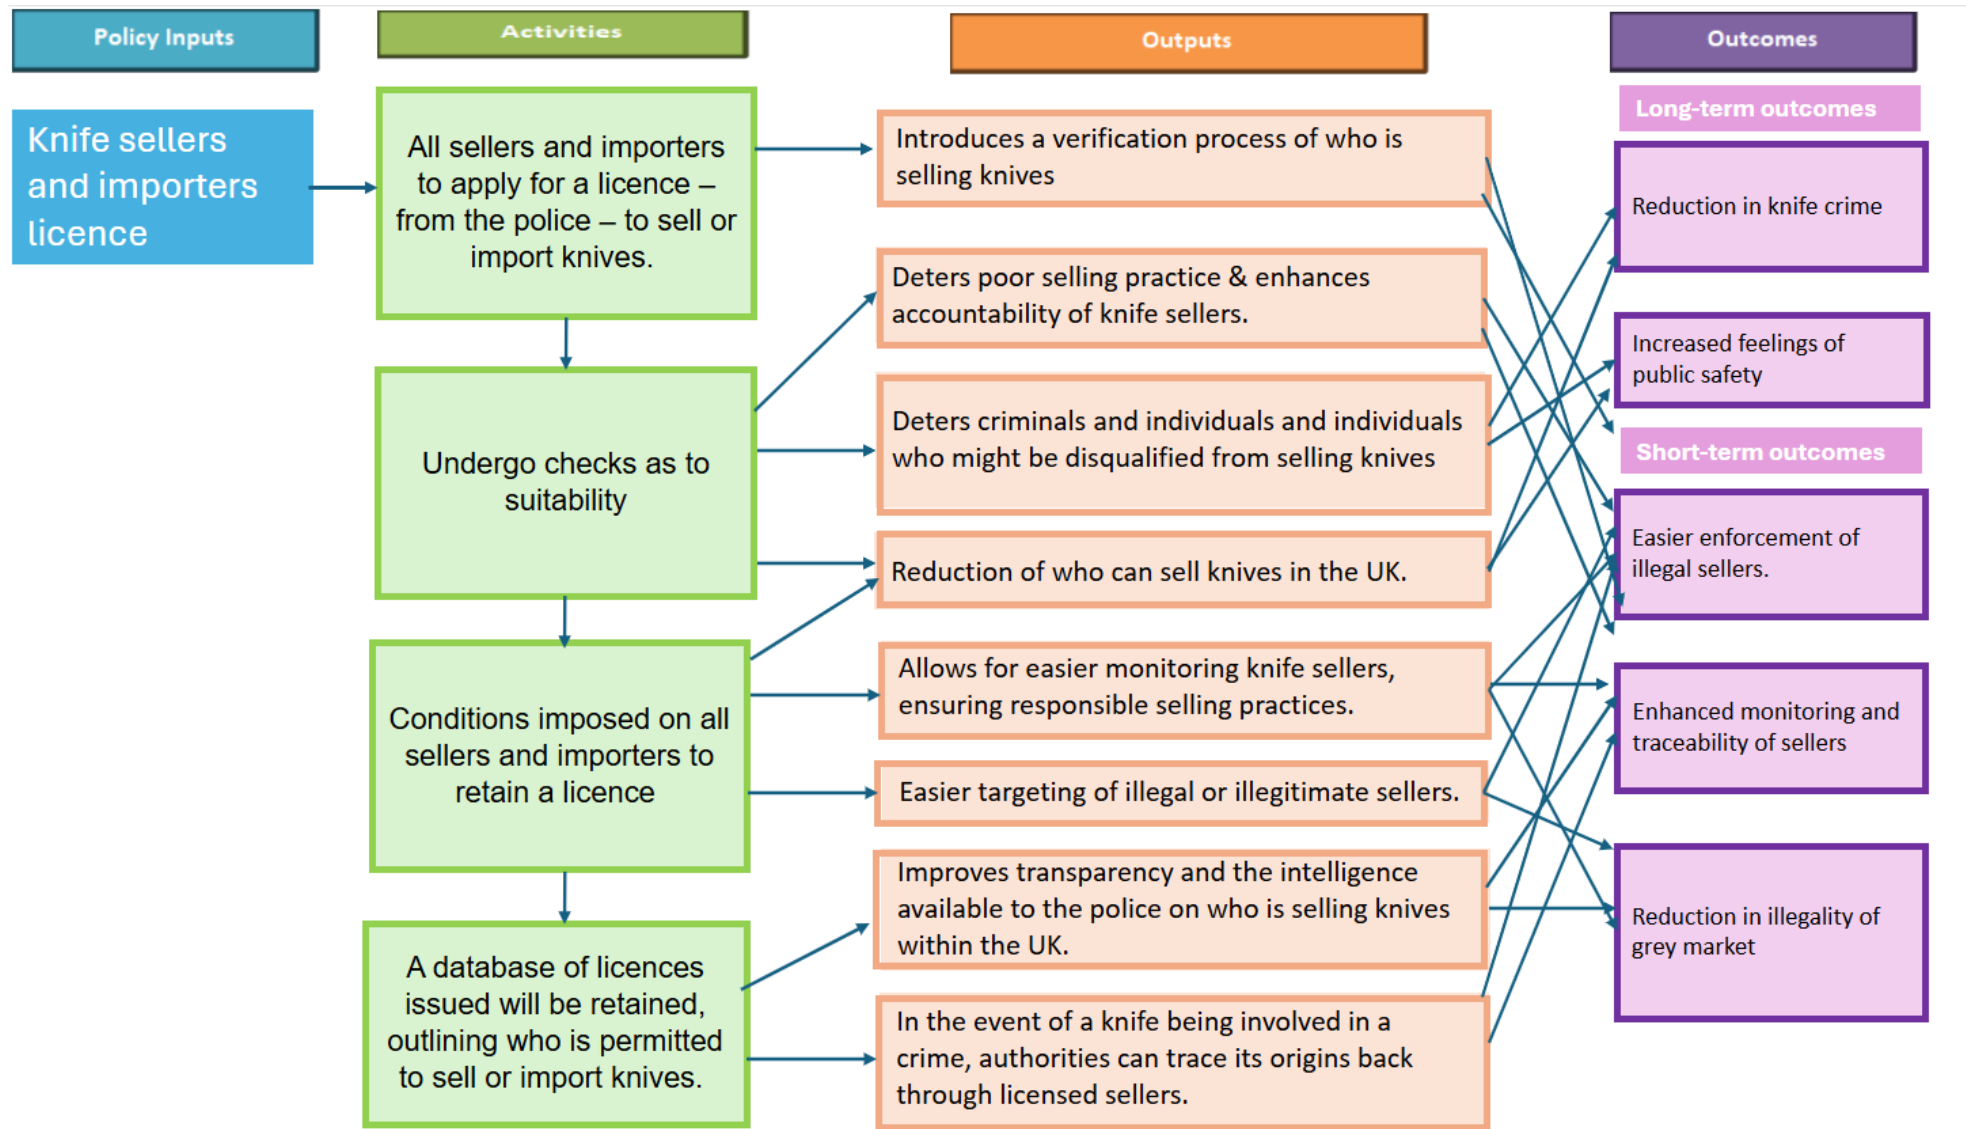 Policy Inputs
Activities
Outputs
Outcomes
Knife sellers
and importers
licence
All sellers and importers
to apply for a licence –
from the police – to sell or
import knives.
Undergo checks as to
suitability
Conditions imposed on all
sellers and importers to
retain a licence
A database of licences
issued will be retained,
outlining who is permitted
to sell or import knives.
Introduces a verification process of who is
selling knives
Deters poor selling practice & enhances
accountability of knife sellers.
Deters criminals and individuals and individuals
who might be disqualified from selling knives
Reduction of who can sell knives in the UK.
Allows for easier monitoring knife sellers,
ensuring responsible selling practices.
Easier targeting of illegal or illegitimate sellers.
Improves transparency and the intelligence
available to the police on who is selling knives
within the UK.
In the event of a knife being involved in a
crime, authorities can trace its origins back
through licensed sellers.
Long-term outcomes
Reduction in knife crime
Increased feelings of
public safety
Short-term outcomes
Easier enforcement of
illegal sellers.
Enhanced monitoring and
traceability of sellers
Reduction in illegality of
grey market